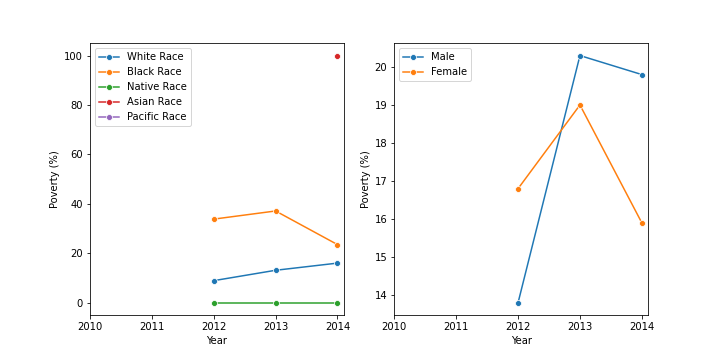 White Race
Black Race
Native Race
Asian Race
Pacific Race
Poverty (%)
100
80
60
40
20
0
2010 2011 2012 2013 2014
Year
Male
Female
Poverty (%)
20
19
18
17
16
15
14
2010 2011 2012 2013 2014
Year